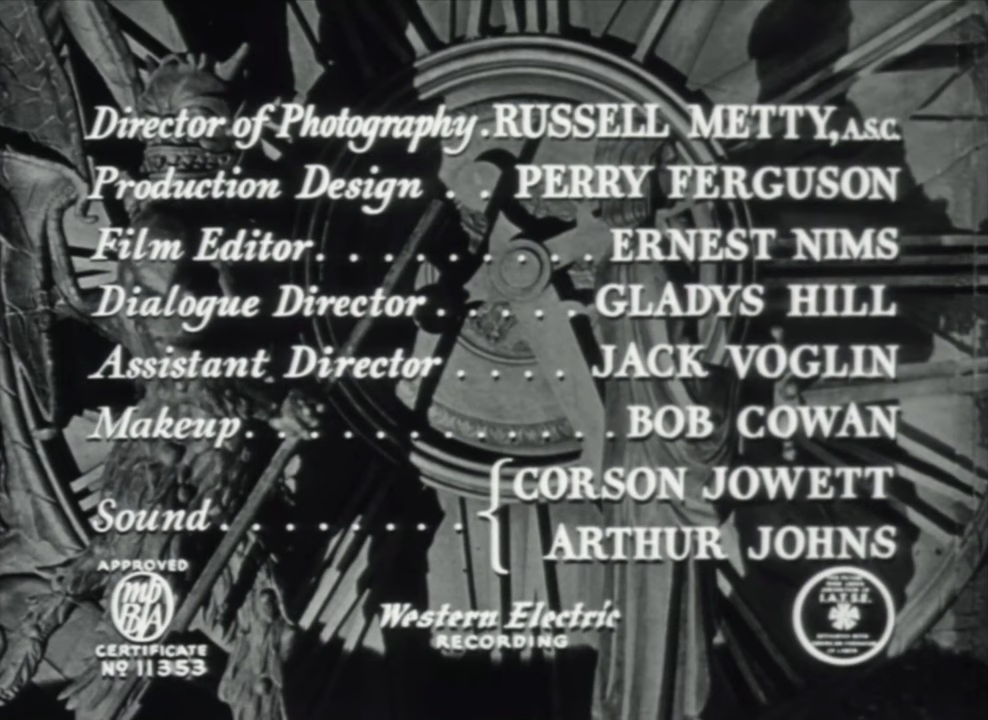 Director of Photography. RUSSELL METTY, A.S.C.
Production Design . . PERRY FERGUSON
Film Editor. . . . . . . . . . ERNEST NIMS
Dialogue Director . . . . . . GLADYS HILL
Assistant Director . . . . JACK VOGLIN
Makeup. . . . . . . . . . . . . BOB COWAN
Sound . . . . . . . . . { CORSON JOWETT
ARTHUR JOHNS
APPROVED
CERTIFICATE
Nº 11353
Western Electric
RECORDING
I.A.T.S.E.